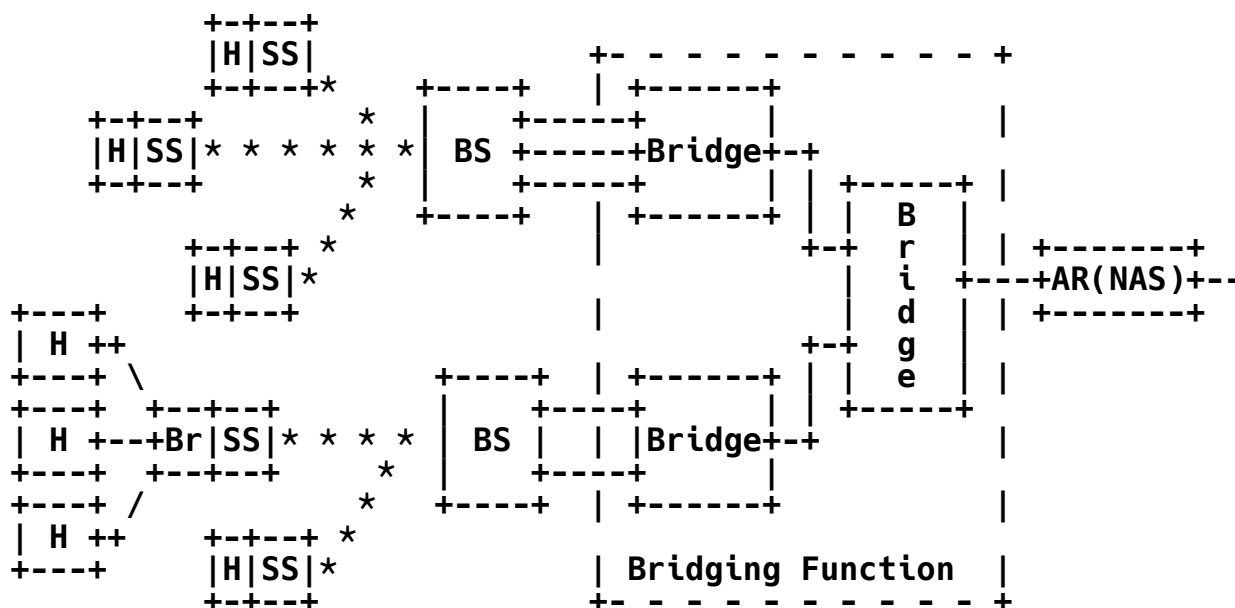 H|SS
H|SS
BS Bridge
B
r
i
d
g
e
H|SS
AR(NAS)
H
H
Br|SS
BS
Bridge
H
H|SS
Bridging Function